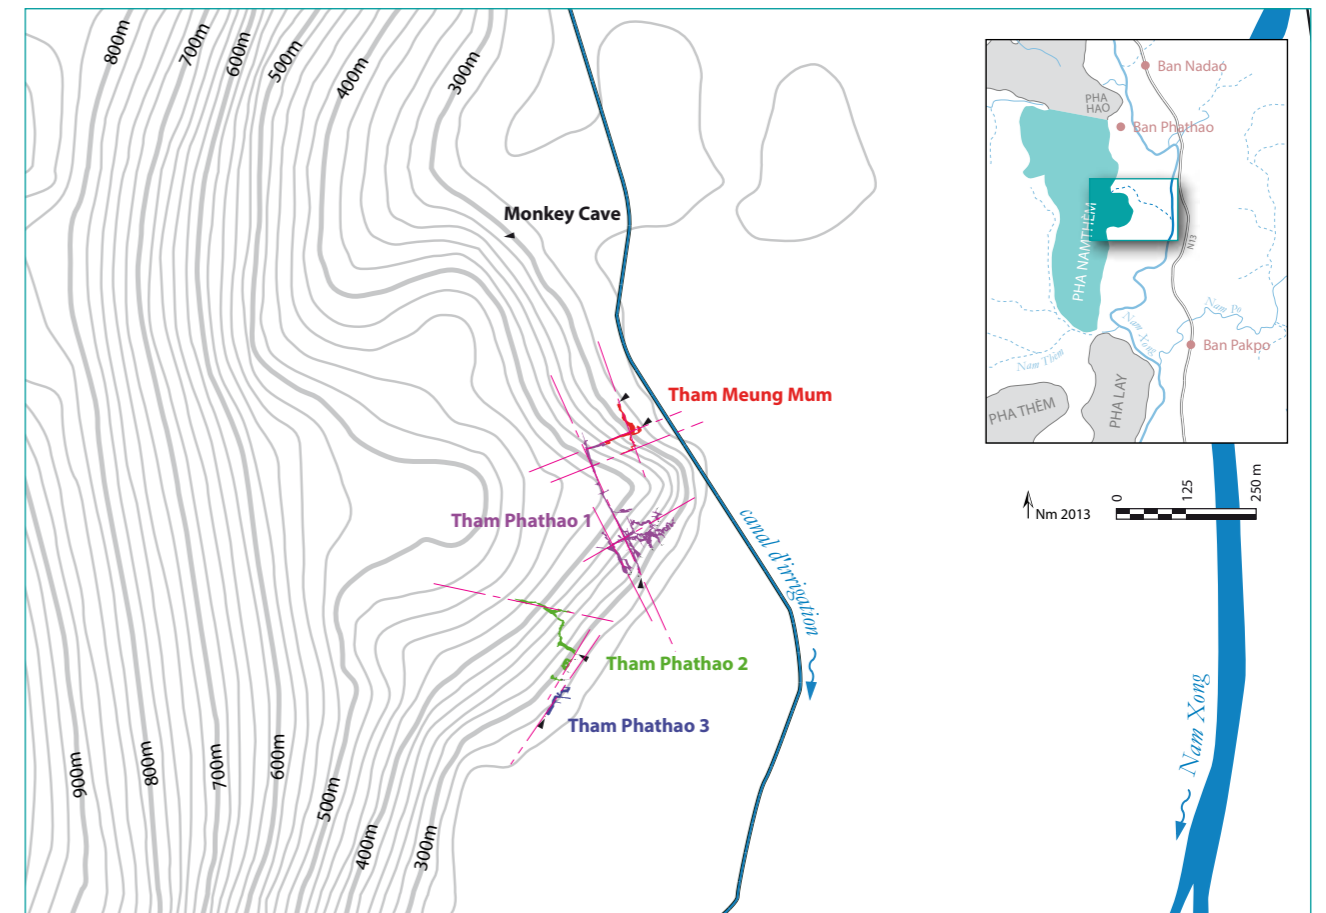 800m
700m
600m
500m
400m
300m
Monkey Cave
Tham Meung Mum
Tham Phathao 1
Tham Phathao 2
Tham Phathao 3
canal d'irrigation
Nam Xong
900m
800m
700m
600m
500m
400m
300m
Ban Nadao
PHA
HAO
Ban Phathao
PHA NAMTHÈM
N13
Nam Po
Nam Xong
Ban Pakpo
Nam Thèm
PHA THÈM
PHA LAY
Nm 2013
0
125
250 m